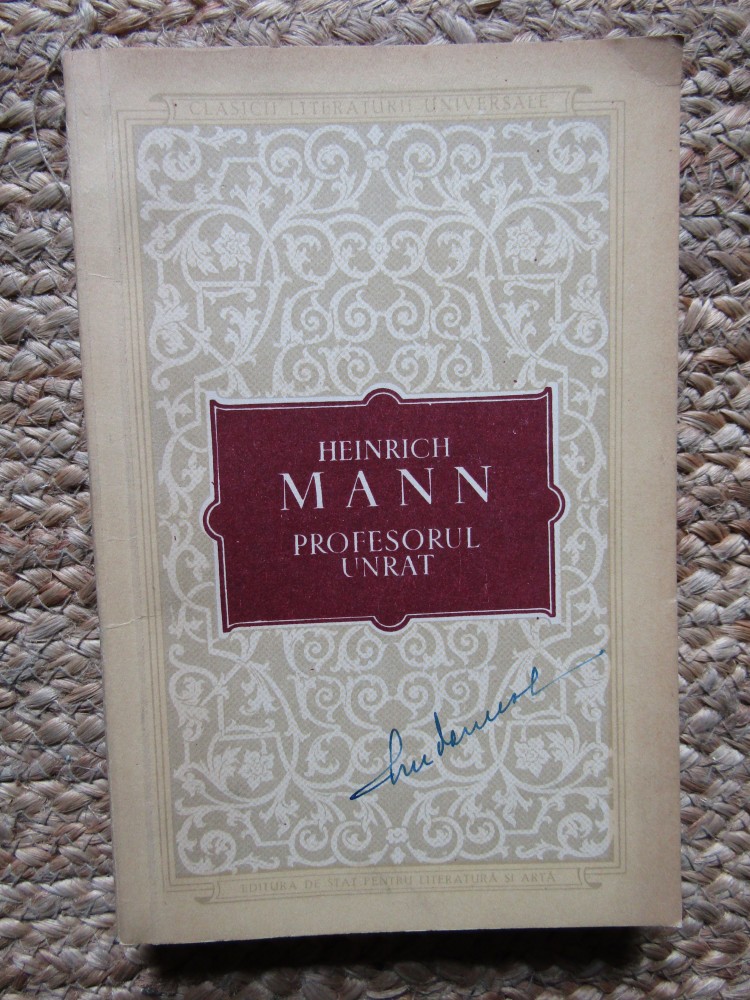 CLASICII LITERATURII UNIVERSALE
HEINRICH
MANN
PROFESORUL
UNRAT
EDITURA DE STAT PENTRU LITERATURĂ ȘI ARTĂ